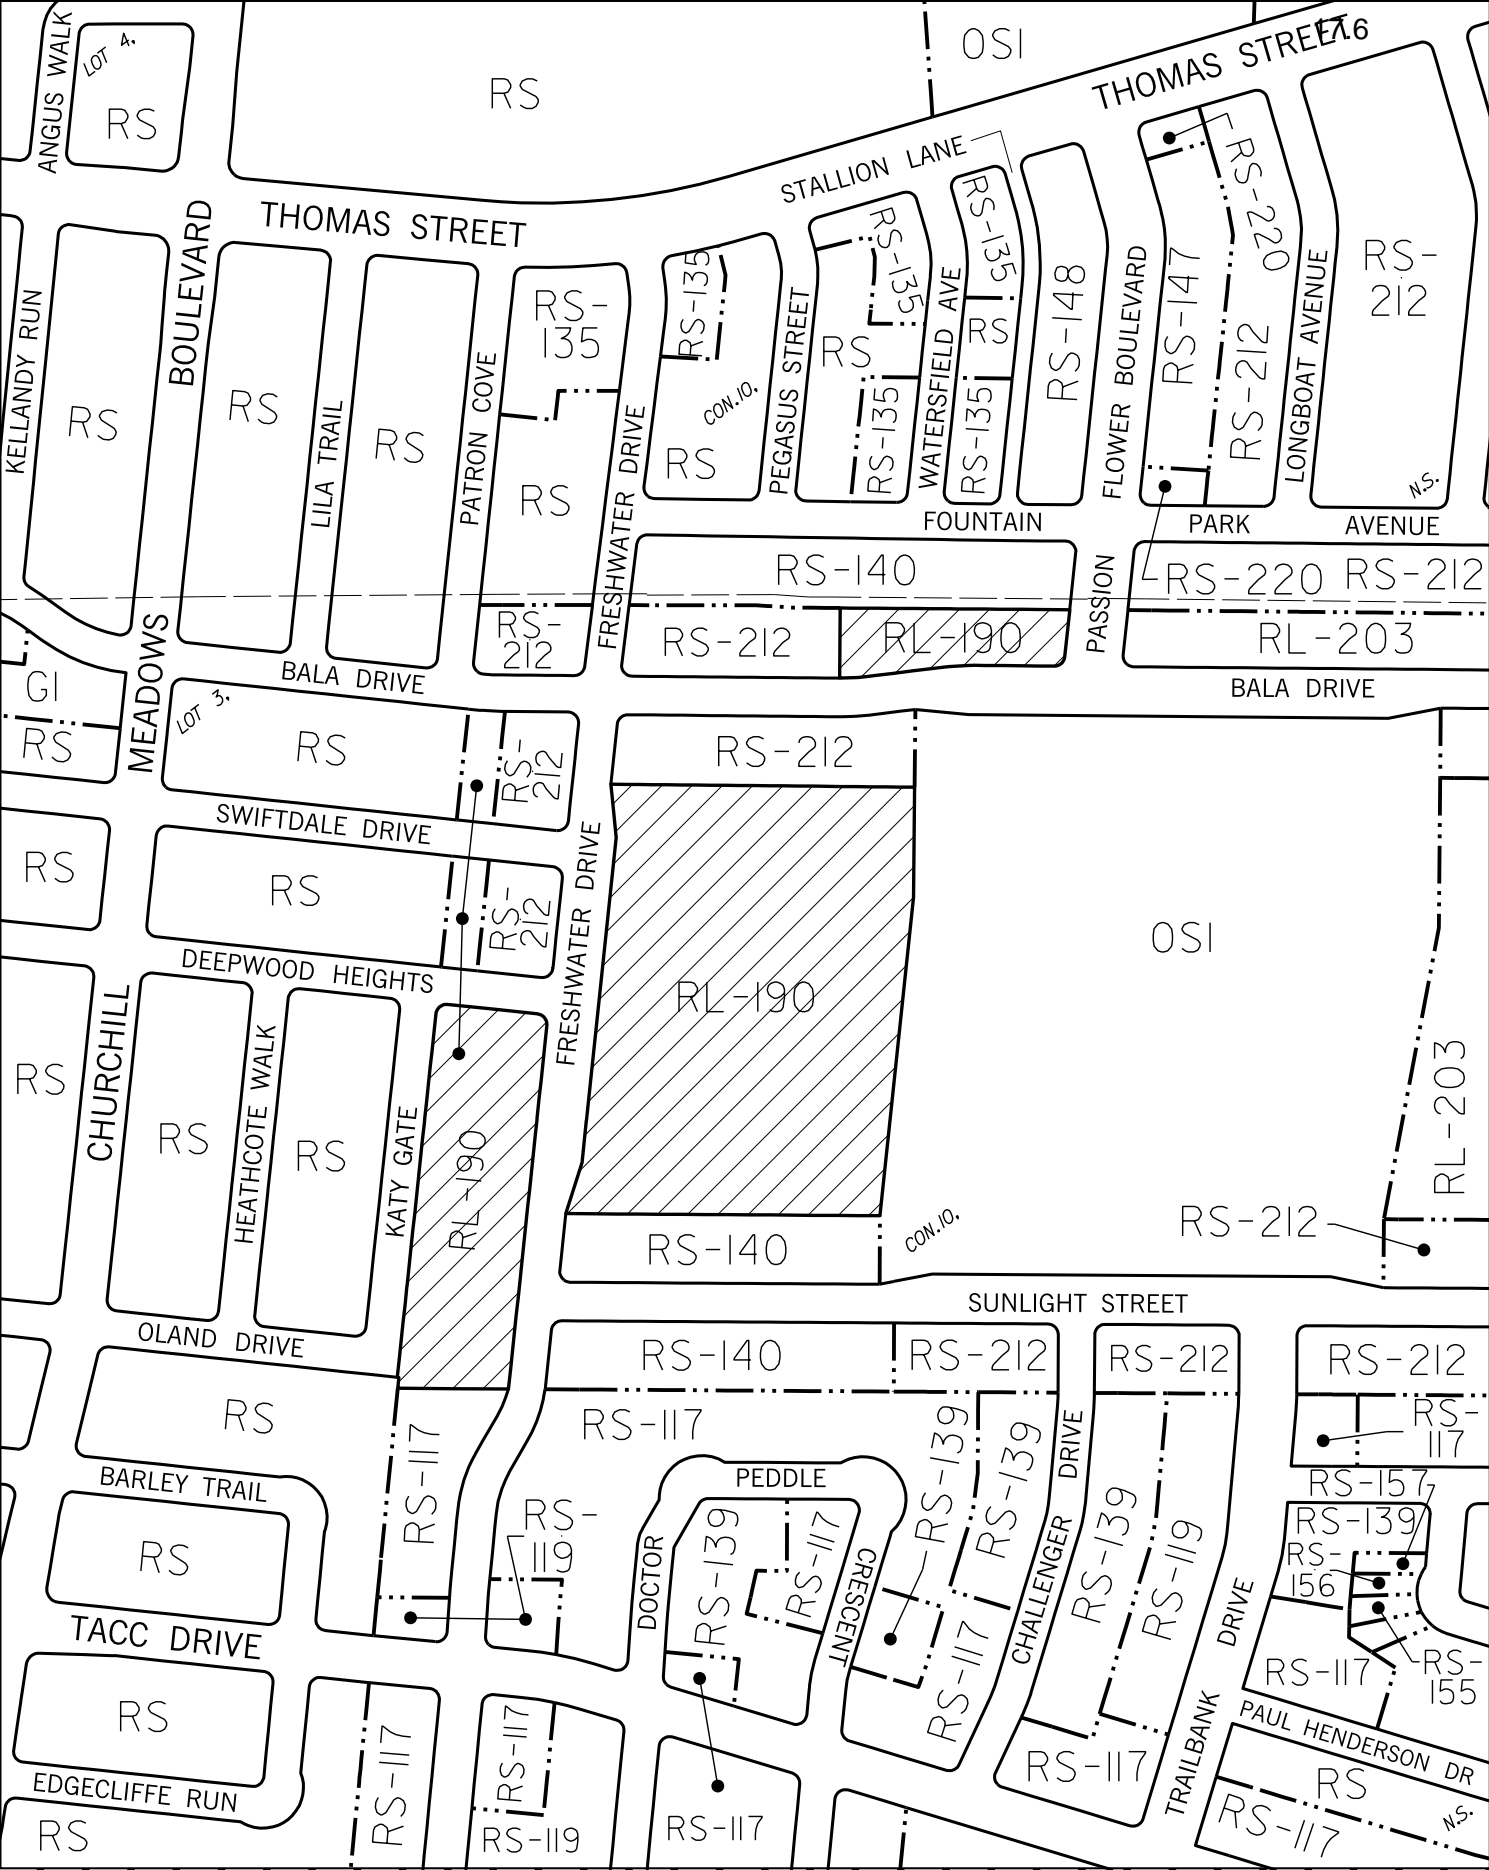 ANGUS WALK
LOT 4,
RS
RS
OSI
THOMAS STREET
17.6
STALLION LANE
THOMAS STREET
KELLANDY RUN
RS
BOULEVARD
RS
LILA TRAIL
RS
PATRON COVE
RS-
135
RS
FRESHWATER DRIVE
RS-135
CON.10,
RS
PEGASUS STREET
RS-135
RS
RS-135
WATERSFIELD AVE
RS-135
RS
RS-135
RS-148
FLOWER BOULEVARD
RS-147
RS-220
RS-212
LONGBOAT AVENUE
RS-
212
N.S.
FOUNTAIN
PARK
AVENUE
RS-140
PASSION
RS-220
RS-212
RS-
212
RS-212
RL-190
RL-203
GI
RS
MEADOWS
BALA DRIVE
BALA DRIVE
LOT 3,
RS
RS-
212
RS-212
SWIFTDALE DRIVE
RS
RS
RS-
212
FRESHWATER DRIVE
OSI
DEEPWOOD HEIGHTS
RL-190
RS
CHURCHILL
RS
HEATHCOTE WALK
RS
KATY GATE
RL-190
RL-203
RS-212
CON.10,
RS-140
SUNLIGHT STREET
OLAND DRIVE
RS-140
RS-212
RS-212
RS-212
RS
RS-117
RS-117
RS-139
RS-139
CHALLENGER DRIVE
RS-
117
BARLEY TRAIL
PEDDLE
RS-157
RS
RS-
119
DOCTOR
RS-139
RS-117
CRESCENT
RS-139
RS-119
RS-139
RS-
156
TACC DRIVE
RS-117
DRIVE
RS-117
RS-
155
RS
RS-117
RS-117
RS-117
TRAILBANK
PAUL HENDERSON DR
EDGECLIFFE RUN
RS
RS
RS-119
RS-117
RS-117
N.S.